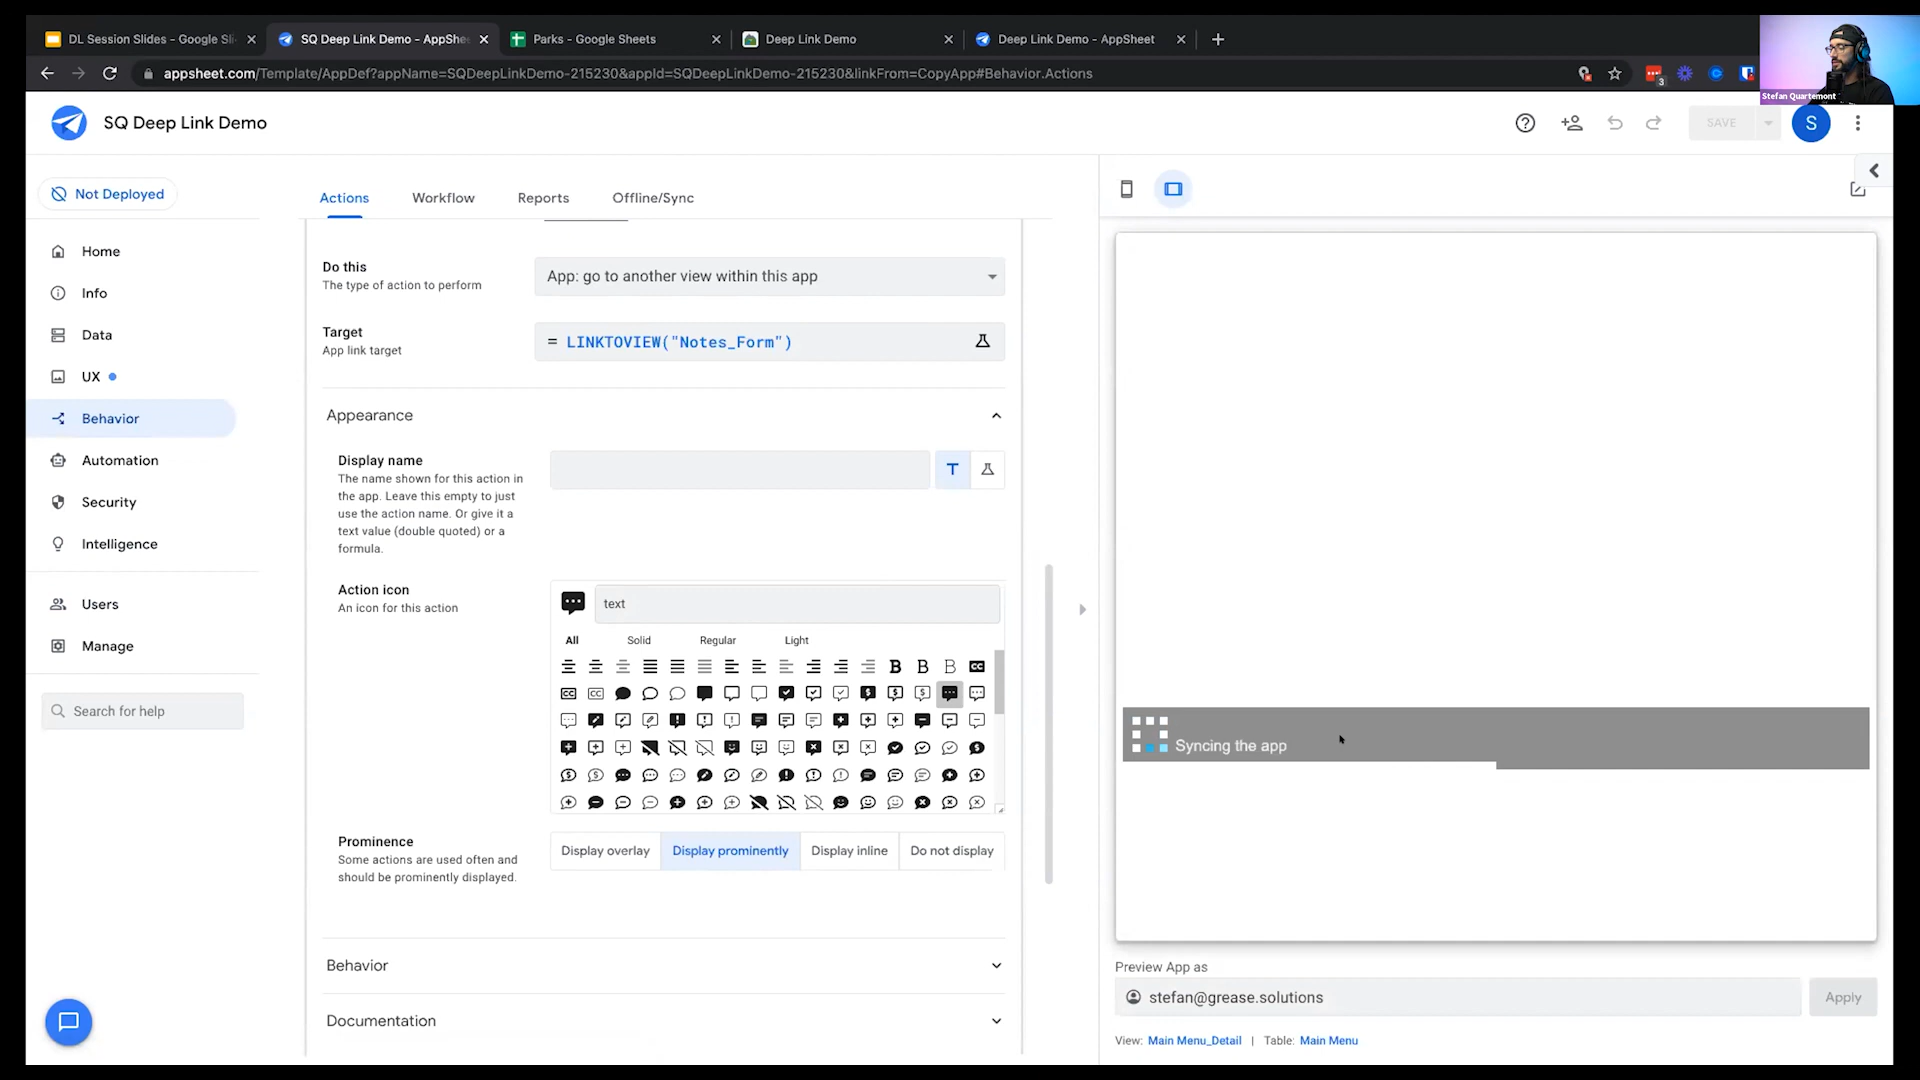 DL Session Slides - Google Sli
SQ Deep Link Demo - AppShe
Parks - Google Sheets
Deep Link Demo
Deep Link Demo - AppSheet
appsheet.com/Template/AppDef?appName=SQDeepLinkDemo-215230&appId=SQDeepLinkDemo-215230&linkFrom=CopyApp#Behavior.Actions
3
Stefan Quartemont
SQ Deep Link Demo
SAVE
S
Not Deployed
Home
Info
Data
UX
Behavior
Automation
Security
Intelligence
Users
Manage
Search for help
Actions
Workflow
Reports
Offline/Sync
Do this
The type of action to perform
App: go to another view within this app
Target
App link target
= LINKTOVIEW("Notes_Form")
Appearance
Display name
The name shown for this action in
the app. Leave this empty to just
use the action name. Or give it a
text value (double quoted) or a
formula.
T
Action icon
An icon for this action
text
All
Solid
Regular
Light
Prominence
Some actions are used often and
should be prominently displayed.
Display overlay
Display prominently
Display inline
Do not display
Behavior
Documentation
Syncing the app
Preview App as
stefan@grease.solutions
Apply
View: Main Menu_Detail | Table: Main Menu